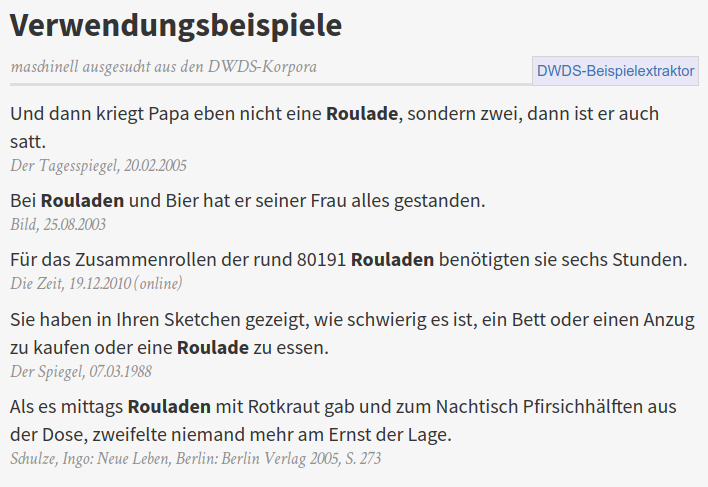 Verwendungsbeispiele
maschinell ausgesucht aus den DWDS-Korpora
DWDS-Beispielextraktor
Und dann kriegt Papa eben nicht eine Roulade, sondern zwei, dann ist er auch
satt.
Der Tagesspiegel, 20.02.2005
Bei Rouladen und Bier hat er seiner Frau alles gestanden.
Bild, 25.08.2003
Für das Zusammenrollen der rund 80191 Rouladen benötigten sie sechs Stunden.
Die Zeit, 19.12.2010 (online)
Sie haben in Ihren Sketchen gezeigt, wie schwierig es ist, ein Bett oder einen Anzug
zu kaufen oder eine Roulade zu essen.
Der Spiegel, 07.03.1988
Als es mittags Rouladen mit Rotkraut gab und zum Nachtisch Pfirsichhälften aus
der Dose, zweifelte niemand mehr am Ernst der Lage.
Schulze, Ingo: Neue Leben, Berlin: Berlin Verlag 2005, S. 273